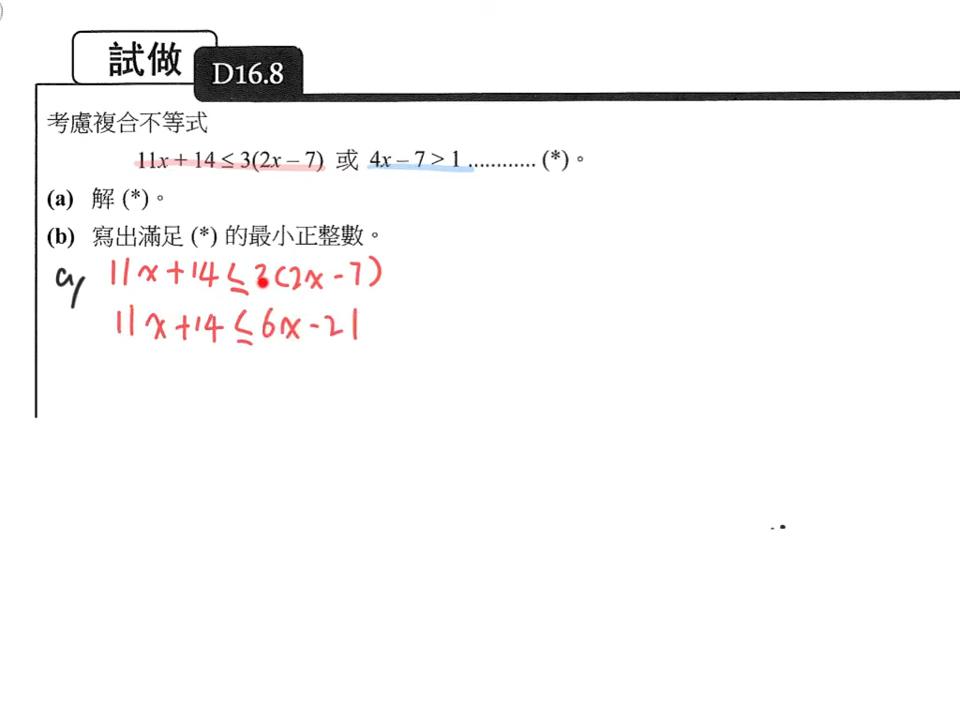 試做 D16.8
考慮複合不等式
11x + 14 ≤ 3(2x – 7) 或 4x – 7 > 1 ............ (*)。
(a) 解 (*)。
(b) 寫出滿足 (*) 的最小正整數。
a) 11x + 14 ≤ 3(2x - 7)
11x + 14 ≤ 6x - 21